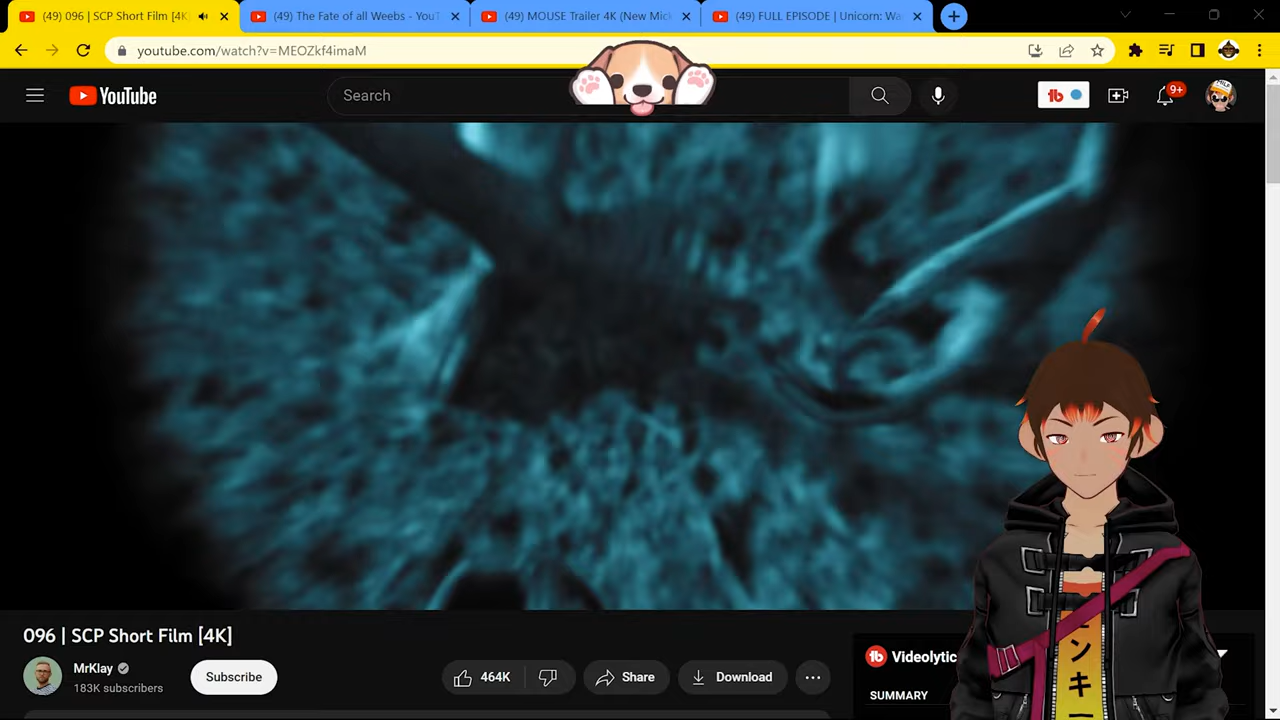 (49) 096 | SCP Short Film [4K
(49) The Fate of all Weebs - YouT
(49) MOUSE Trailer 4K (New Mic
(49) FULL EPISODE | Unicorn: Wa
youtube.com/watch?v=MEOZkf4imaM
YouTube
Search
9+
096 | SCP Short Film [4K]
MrKlay
183K subscribers
Subscribe
464K
Share
Download
Videolytic
SUMMARY
ンキー